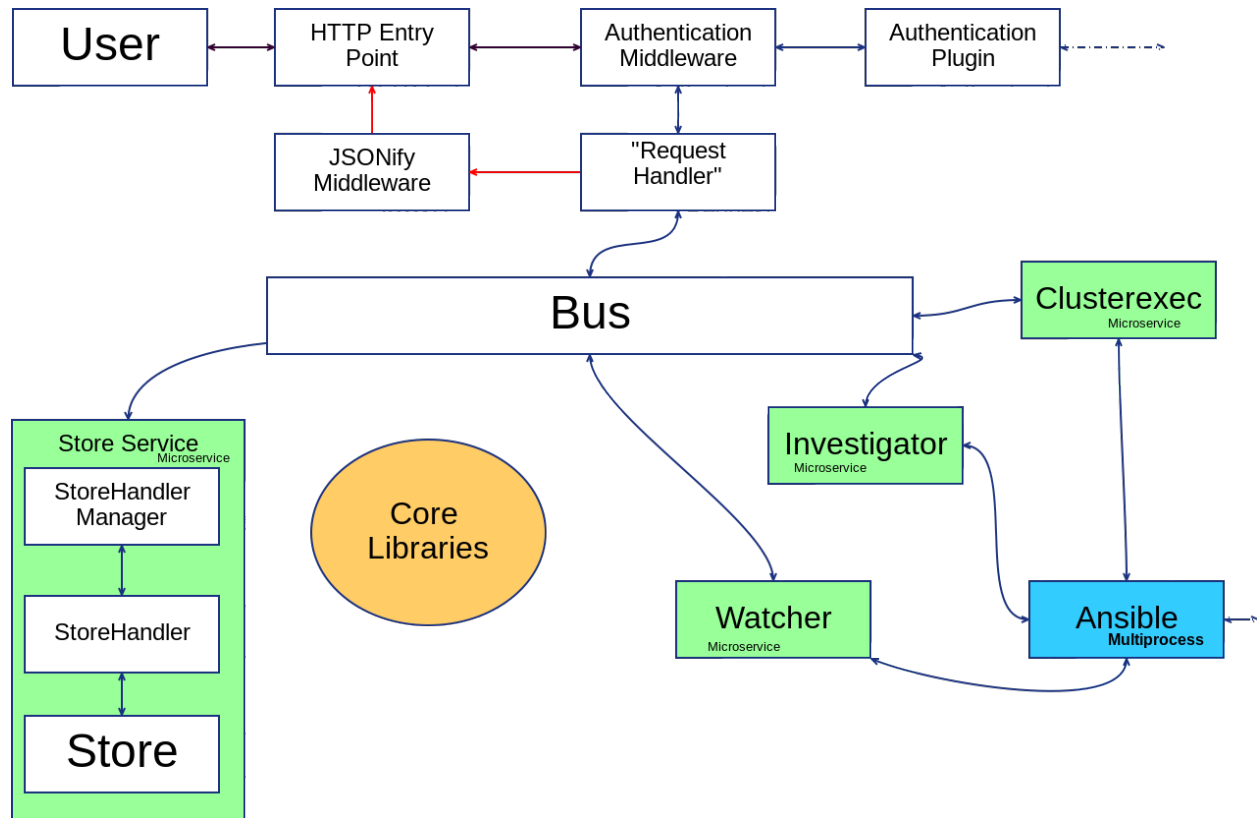 User
HTTP Entry
Point
Authentication
Middleware
Authentication
Plugin
JSONify
Middleware
"Request
Handler"
Bus
Clusterexec
Microservice
Store Service
Microservice
StoreHandler
Manager
StoreHandler
Store
Core
Libraries
Investigator
Microservice
Watcher
Microservice
Ansible
Multiprocess